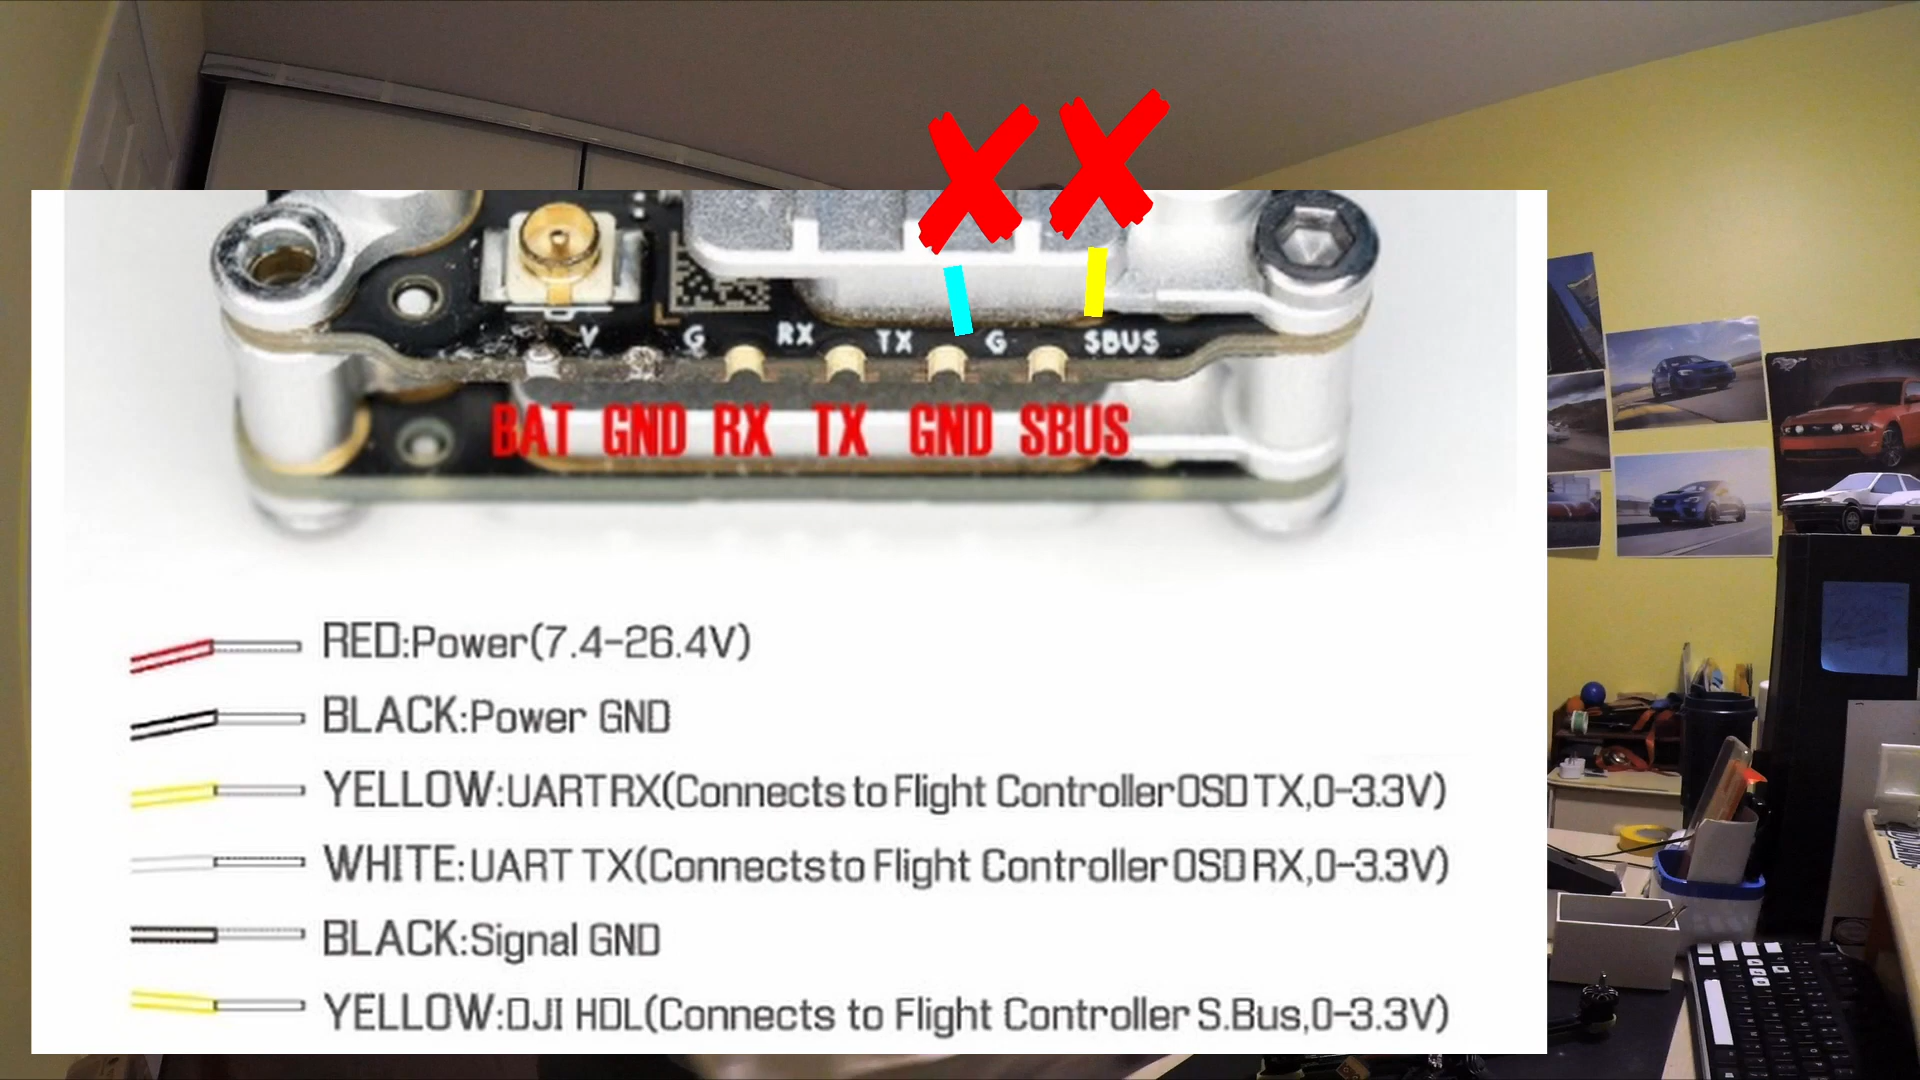 V G RX TX G SBUS
BAT GND RX TX GND SBUS
RED:Power(7.4-26.4V)
BLACK:Power GND
YELLOW:UART RX(Connects to Flight Controller OSD TX,0-3.3V)
WHITE:UART TX(Connects to Flight Controller OSD RX,0-3.3V)
BLACK:Signal GND
YELLOW:DJI HDL(Connects to Flight Controller S.Bus,0-3.3V)